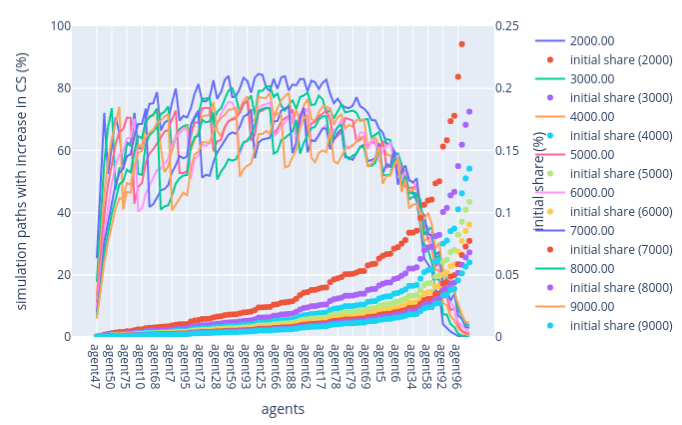 simulation paths with increase in CS (%)
100
80
60
40
20
0
0.25
0.2
0.15
0.1
0.05
0
initial share(%)
agent47
agent50
agent75
agent10
agent68
agent7
agent95
agent73
agent28
agent59
agent93
agent25
agent66
agent88
agent62
agent17
agent78
agent79
agent69
agent5
agent6
agent34
agent58
agent92
agent96
agents
2000.00
initial share (2000)
3000.00
initial share (3000)
4000.00
initial share (4000)
5000.00
initial share (5000)
6000.00
initial share (6000)
7000.00
initial share (7000)
8000.00
initial share (8000)
9000.00
initial share (9000)